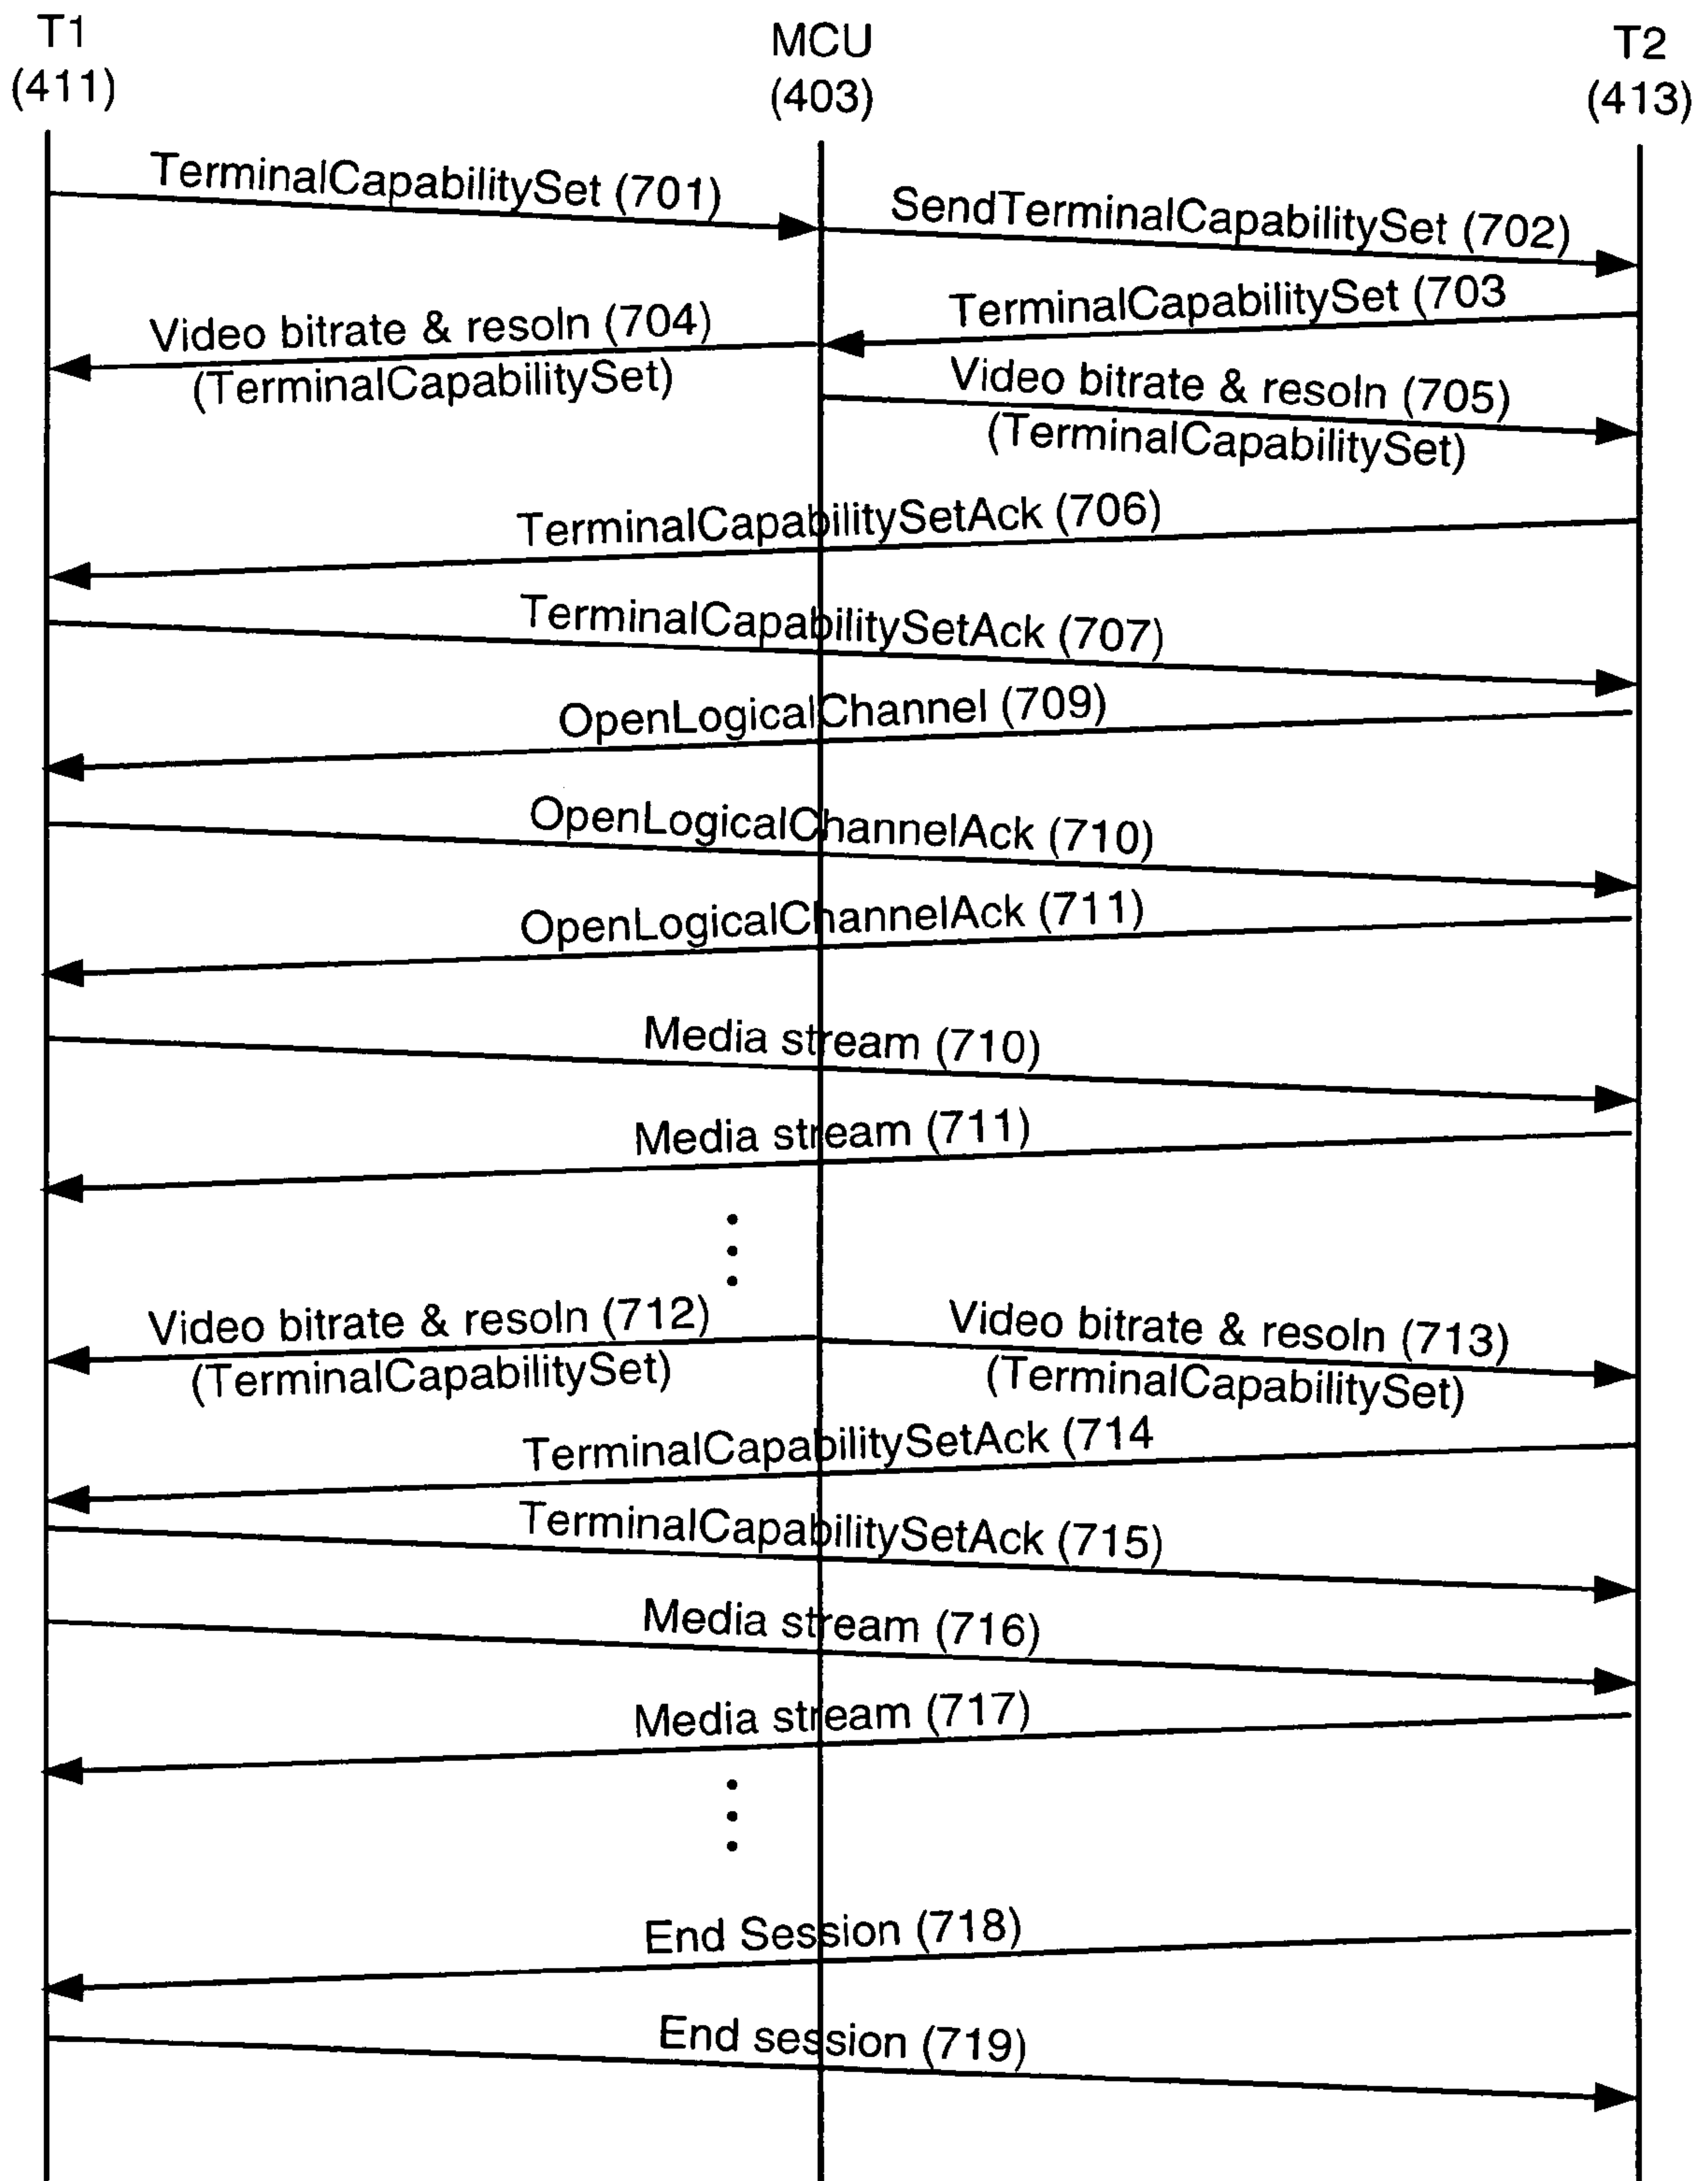 T1
(411)
MCU
(403)
T2
(413)
TerminalCapabilitySet (701)
SendTerminalCapabilitySet (702)
TerminalCapabilitySet (703
Video bitrate & resoln (704)
(TerminalCapabilitySet)
Video bitrate & resoln (705)
(TerminalCapabilitySet)
TerminalCapabilitySetAck (706)
TerminalCapabilitySetAck (707)
OpenLogicalChannel (709)
OpenLogicalChannelAck (710)
OpenLogicalChannelAck (711)
Media stream (710)
Media stream (711)
Video bitrate & resoln (712)
(TerminalCapabilitySet)
Video bitrate & resoln (713)
(TerminalCapabilitySet)
TerminalCapabilitySetAck (714
TerminalCapabilitySetAck (715)
Media stream (716)
Media stream (717)
End Session (718)
End session (719)